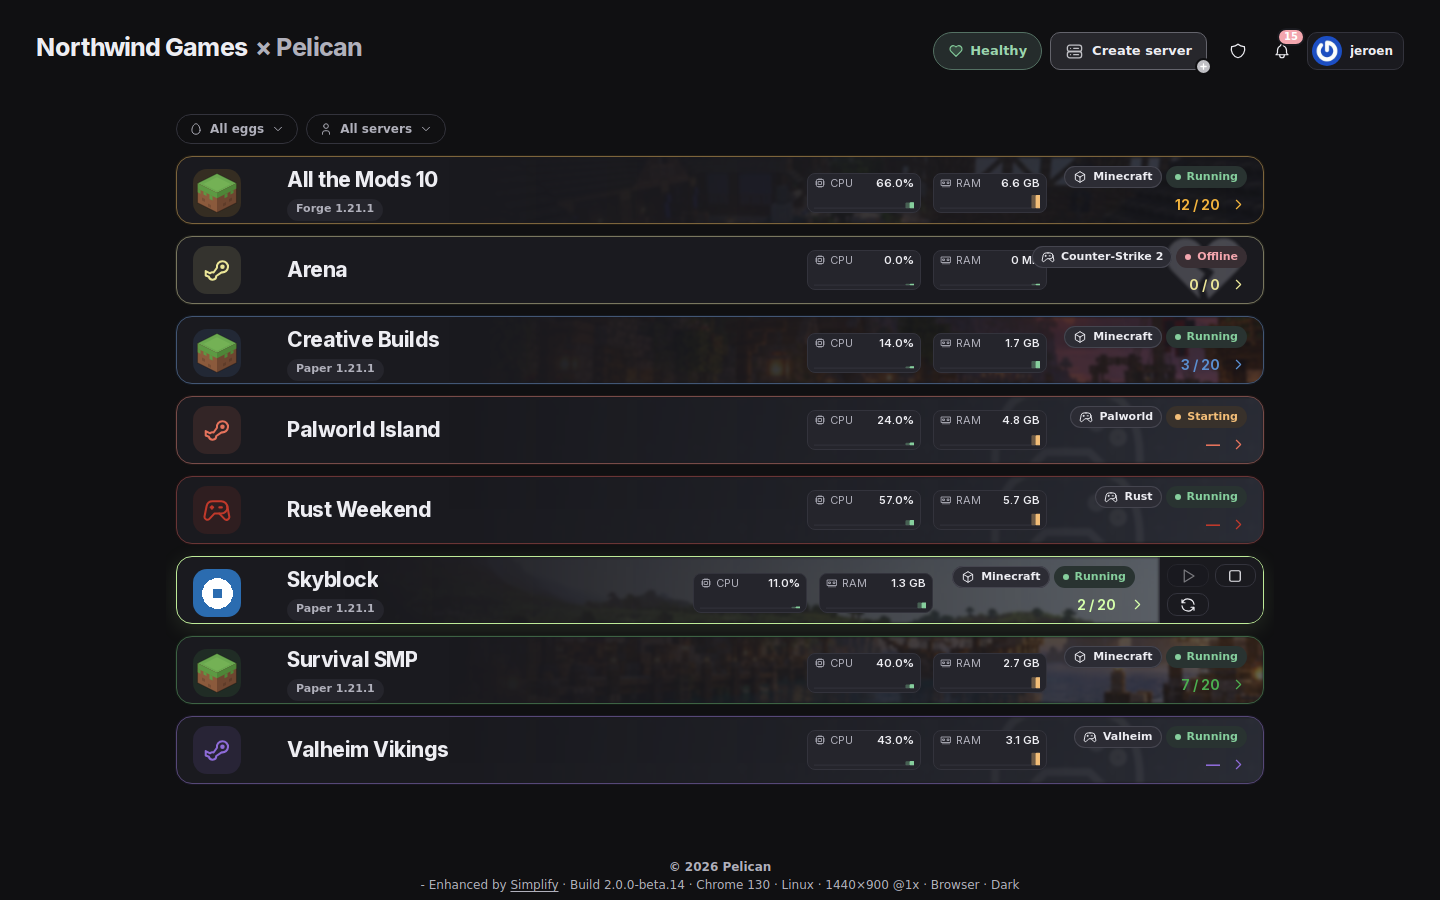 Northwind Games × Pelican
Healthy
Create server
15
jeroen
All eggs
All servers
All the Mods 10
Forge 1.21.1
CPU 66.0%
RAM 6.6 GB
Minecraft
Running
12 / 20
Arena
CPU 0.0%
RAM 0
Counter-Strike 2
Offline
0 / 0
Creative Builds
Paper 1.21.1
CPU 14.0%
RAM 1.7 GB
Minecraft
Running
3 / 20
Palworld Island
CPU 24.0%
RAM 4.8 GB
Palworld
Starting
—
Rust Weekend
CPU 57.0%
RAM 5.7 GB
Rust
Running
—
Skyblock
Paper 1.21.1
CPU 11.0%
RAM 1.3 GB
Minecraft
Running
2 / 20
Survival SMP
Paper 1.21.1
CPU 40.0%
RAM 2.7 GB
Minecraft
Running
7 / 20
Valheim Vikings
CPU 43.0%
RAM 3.1 GB
Valheim
Running
—
© 2026 Pelican
- Enhanced by Simplify · Build 2.0.0-beta.14 · Chrome 130 · Linux · 1440×900 @1x · Browser · Dark